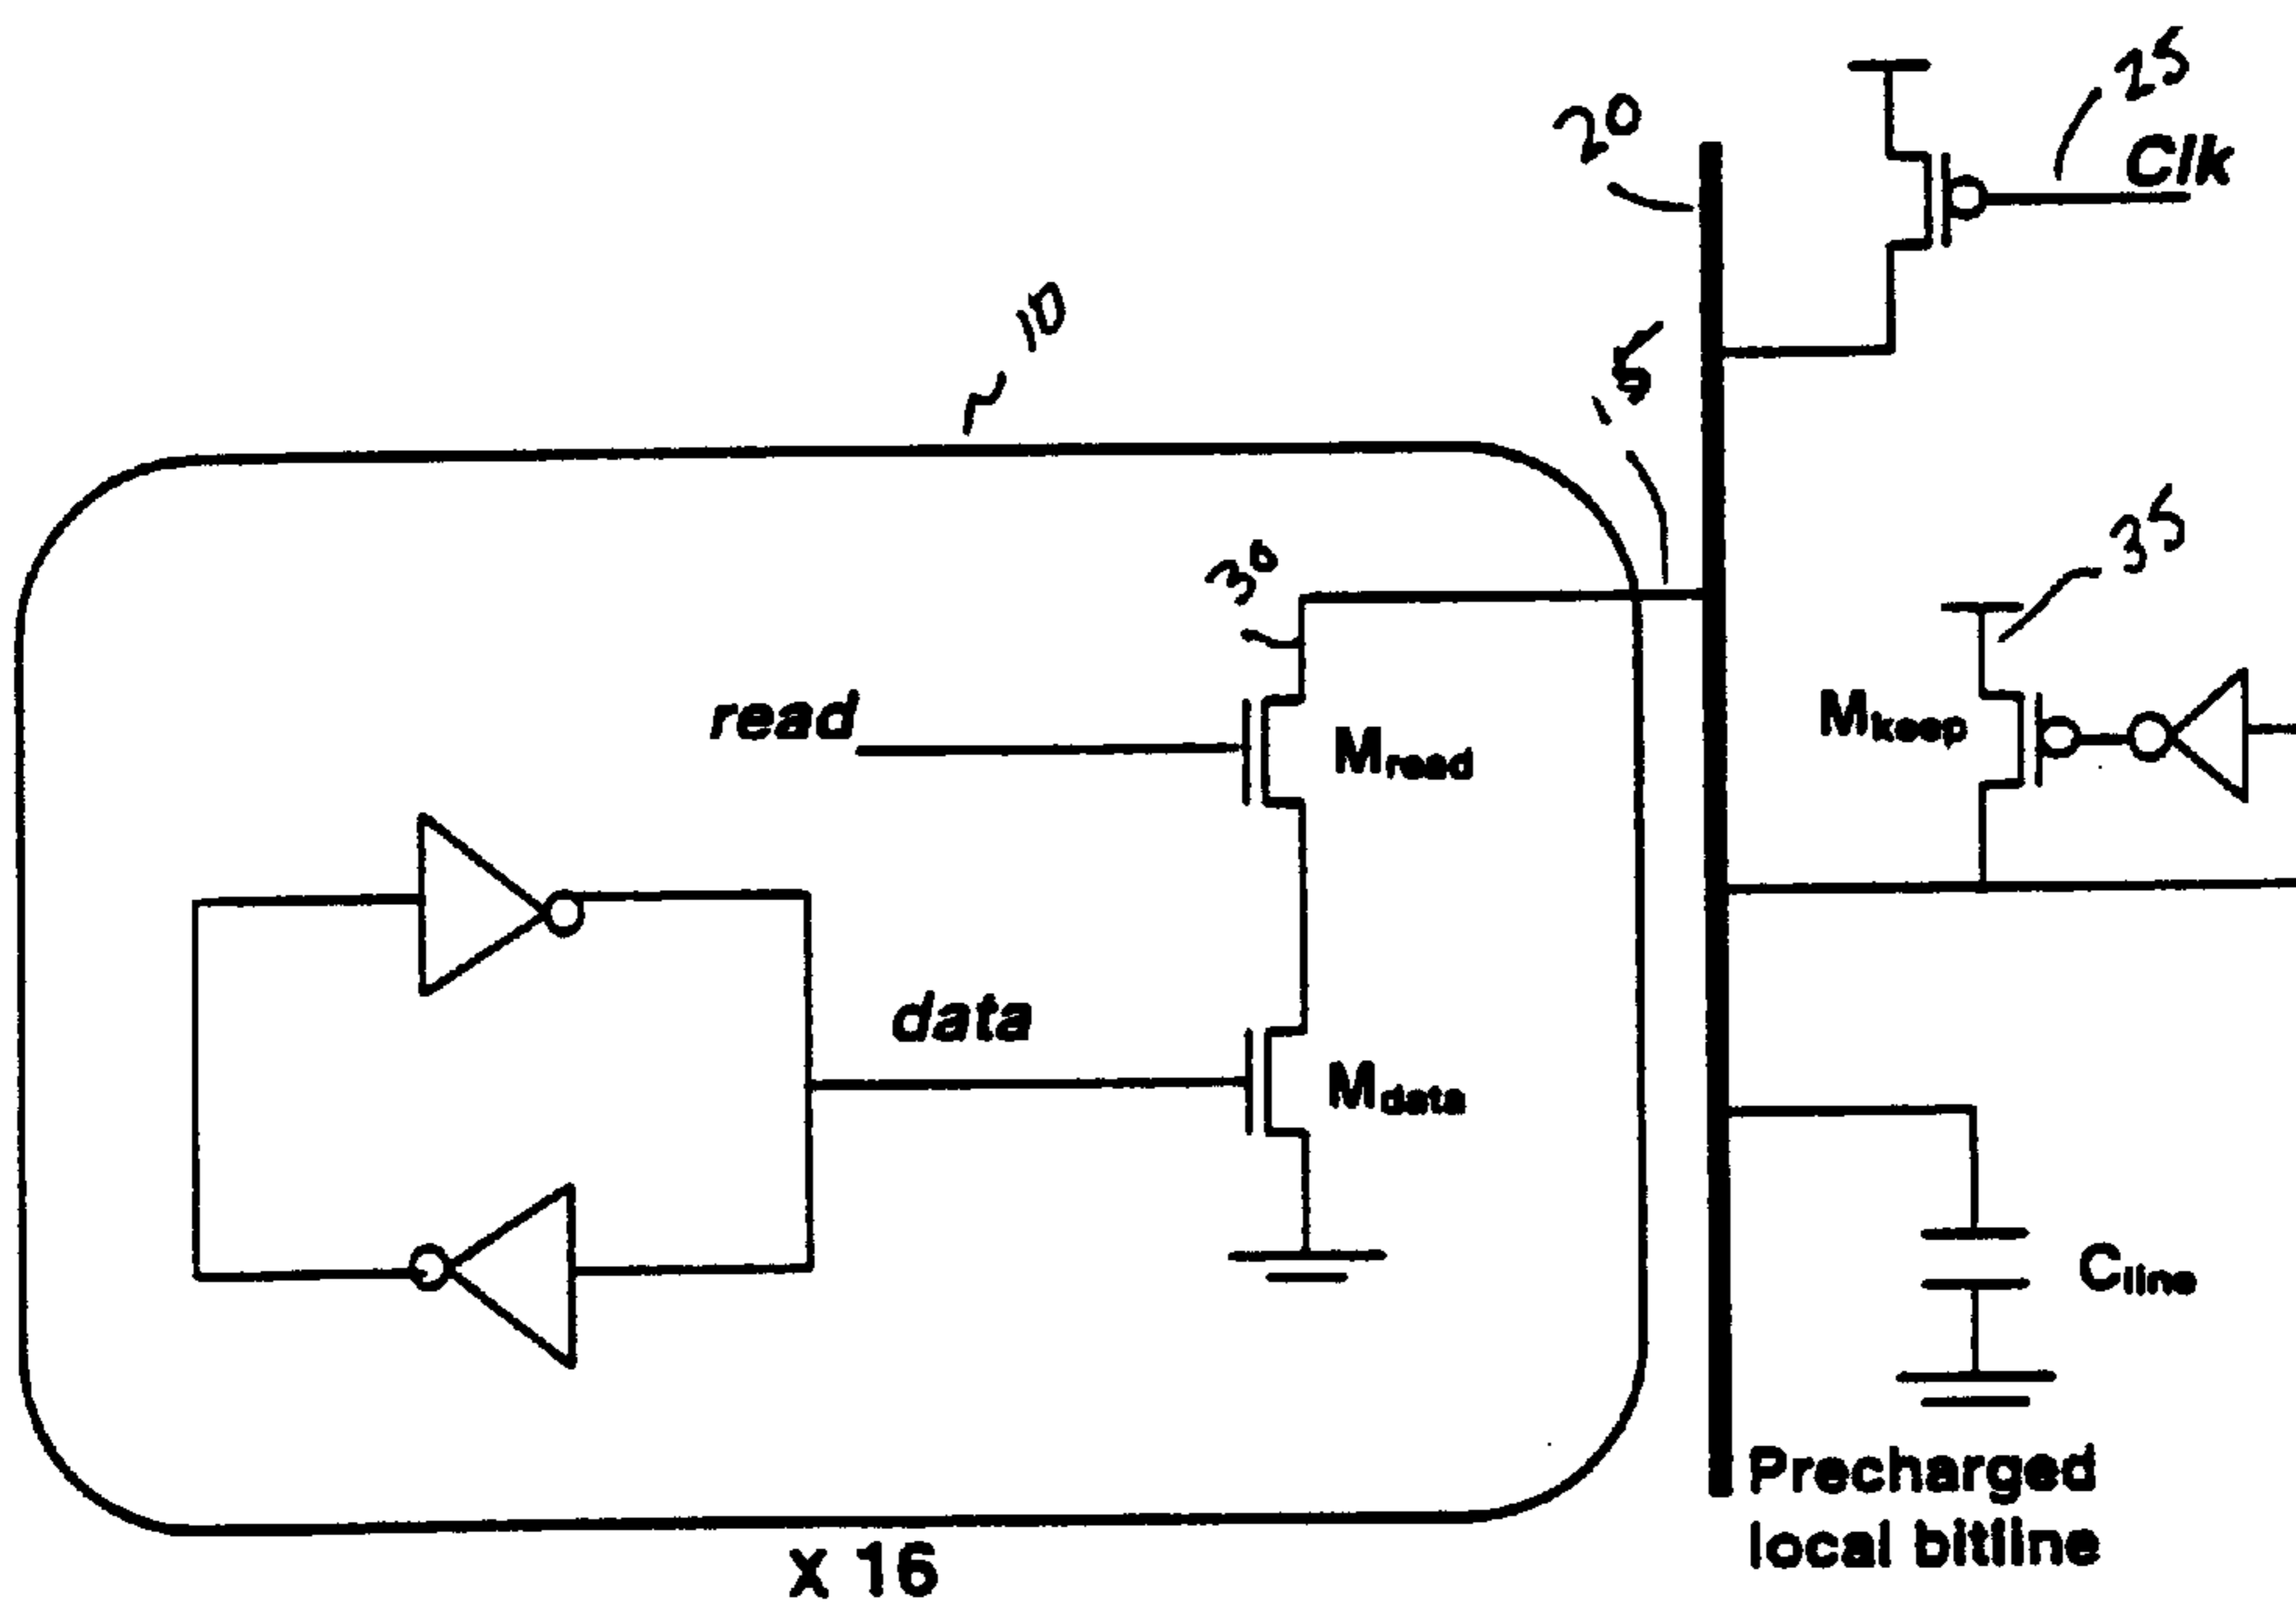 25
20
Clk
10
15
35
30
read
Mread
Mkeep
data
Mdata
Cline
Precharged
local bitline
X 16